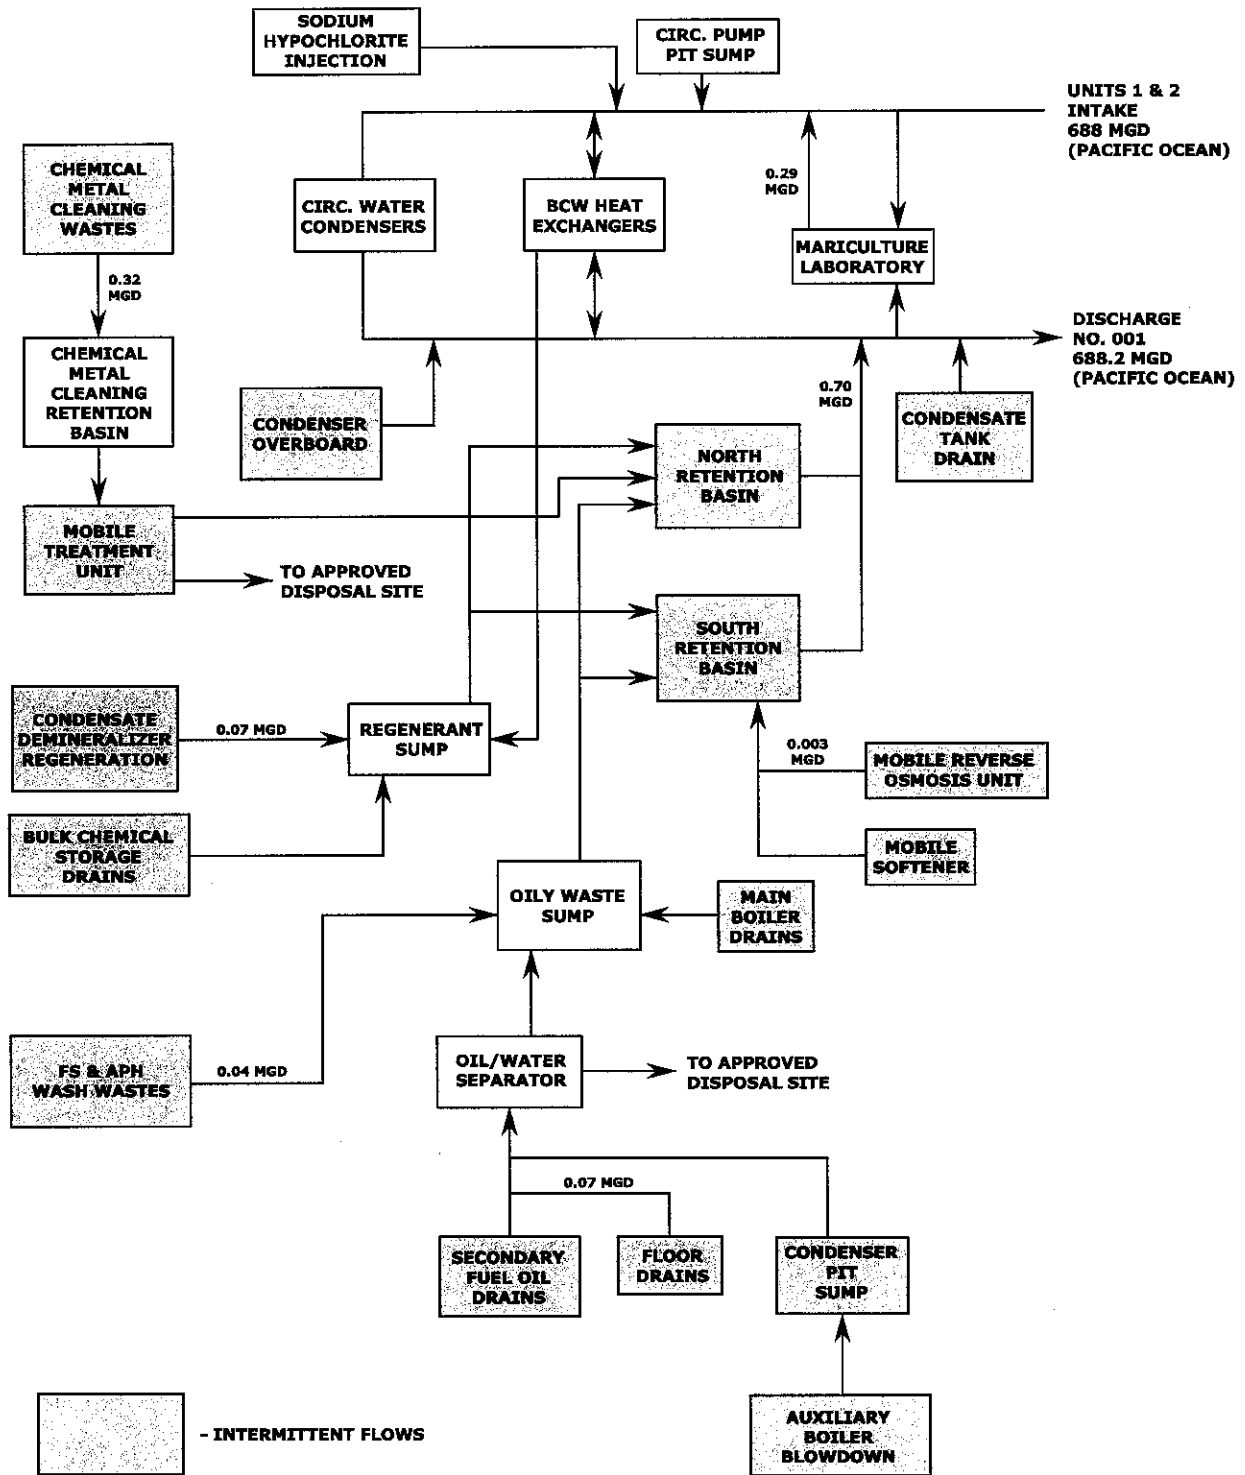 SODIUM
HYPOCHLORITE
INJECTION
CIRC. PUMP
PIT SUMP
UNITS 1 & 2
INTAKE
688 MGD
(PACIFIC OCEAN)
CHEMICAL
METAL
CLEANING
WASTES
0.29
MGD
CIRC. WATER
CONDENSERS
BCW HEAT
EXCHANGERS
MARICULTURE
LABORATORY
0.32
MGD
DISCHARGE
NO. 001
688.2 MGD
(PACIFIC OCEAN)
CHEMICAL
METAL
CLEANING
RETENTION
BASIN
0.70
MGD
CONDENSER
OVERBOARD
CONDENSATE
TANK
DRAIN
NORTH
RETENTION
BASIN
MOBILE
TREATMENT
UNIT
TO APPROVED
DISPOSAL SITE
SOUTH
RETENTION
BASIN
CONDENSATE
DEMINERALIZER
REGENERATION
0.07 MGD
REGENERANT
SUMP
0.003
MGD
MOBILE REVERSE
OSMOSIS UNIT
BULK CHEMICAL
STORAGE
DRAINS
MOBILE
SOFTENER
OILY WASTE
SUMP
MAIN
BOILER
DRAINS
FS & APH
WASH WASTES
0.04 MGD
OIL/WATER
SEPARATOR
TO APPROVED
DISPOSAL SITE
0.07 MGD
SECONDARY
FUEL OIL
DRAINS
FLOOR
DRAINS
CONDENSER
PIT
SUMP
- INTERMITTENT FLOWS
AUXILIARY
BOILER
BLOWDOWN